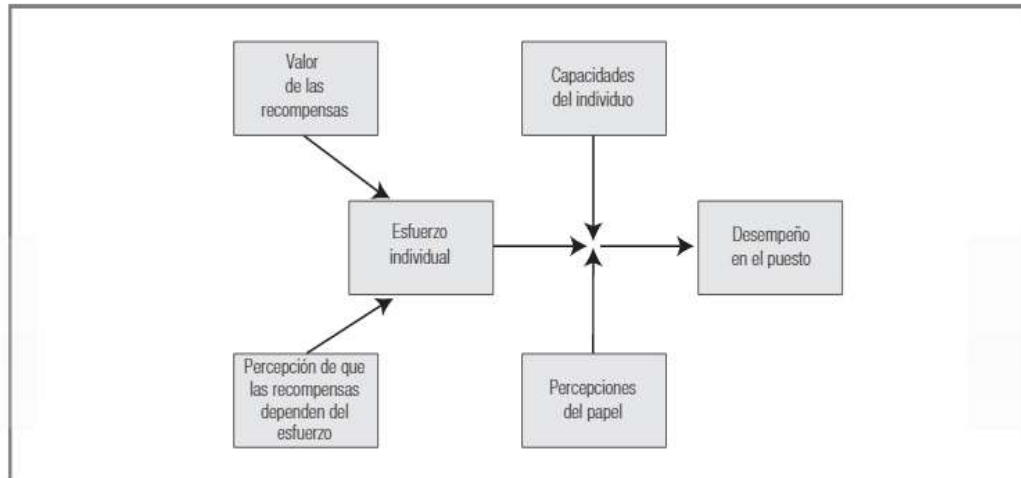 Valor
de las
recompensas
Capacidades
del individuo
Esfuerzo
individual
Desempeño
en el puesto
Percepción de que
las recompensas
dependen del
esfuerzo
Percepciones
del papel